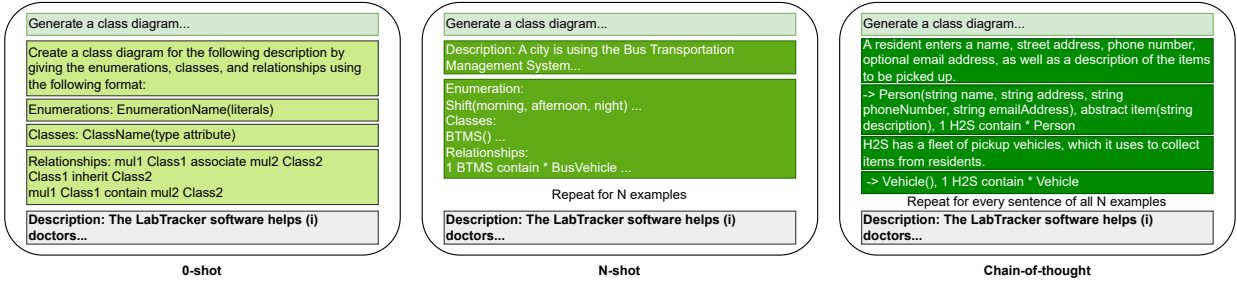 Generate a class diagram...
Create a class diagram for the following description by
giving the enumerations, classes, and relationships using
the following format:
Enumerations: EnumerationName(literals)
Classes: ClassName(type attribute)
Relationships: mul1 Class1 associate mul2 Class2
Class1 inherit Class2
mul1 Class1 contain mul2 Class2
Description: The LabTracker software helps (i)
doctors...
0-shot
Generate a class diagram...
Description: A city is using the Bus Transportation
Management System...
Enumeration:
Shift(morning, afternoon, night) ...
Classes:
BTMS() ...
Relationships:
1 BTMS contain * BusVehicle ...
Repeat for N examples
Description: The LabTracker software helps (i)
doctors...
N-shot
Generate a class diagram...
A resident enters a name, street address, phone number,
optional email address, as well as a description of the items
to be picked up.
-> Person(string name, string address, string
phoneNumber, string emailAddress), abstract item(string
description), 1 H2S contain * Person
H2S has a fleet of pickup vehicles, which it uses to collect
items from residents.
-> Vehicle(), 1 H2S contain * Vehicle
Repeat for every sentence of all N examples
Description: The LabTracker software helps (i)
doctors...
Chain-of-thought